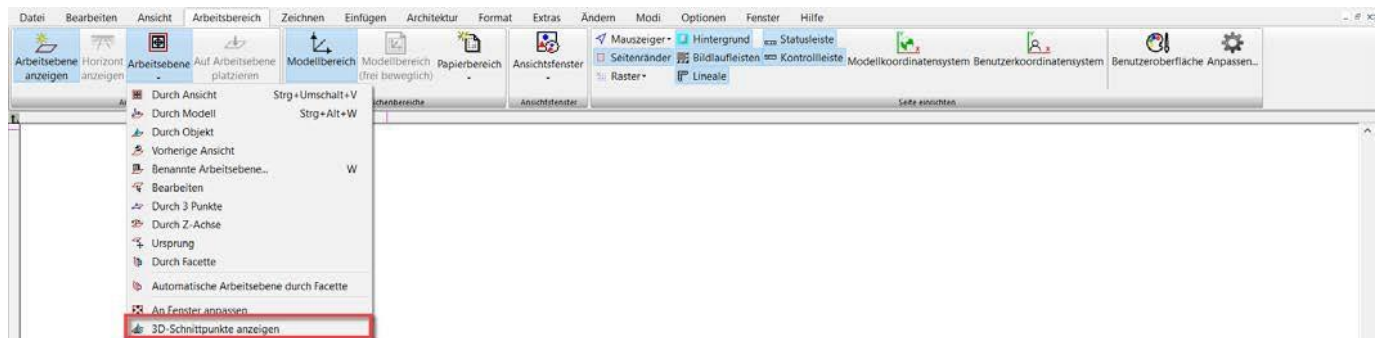 Datei Bearbeiten Ansicht Arbeitsbereich Zeichnen Einfügen Architektur Format Extras Ändern Modi Optionen Fenster Hilfe
Arbeitsebene anzeigen
Horizont anzeigen
Arbeitsebene
Auf Arbeitsebene platzieren
Modellbereich
Modellbereich (frei beweglich)
Papierbereich
Ansichtsfenster
Mauszeiger
Seitenränder
Raster
Hintergrund
Bildlaufleisten
Lineale
Statusleiste
Kontrollleiste
Modellkoordinatensystem
Benutzerkoordinatensystem
Benutzeroberfläche
Anpassen...
Ansichtsfenster
Seite einrichten
Durch Ansicht Strg+Umschalt+V
Durch Modell Strg+Alt+W
Durch Objekt
Vorherige Ansicht
Benannte Arbeitsebene... W
Bearbeiten
Durch 3 Punkte
Durch Z-Achse
Ursprung
Durch Facette
Automatische Arbeitsebene durch Facette
An Fenster anpassen
3D-Schnittpunkte anzeigen